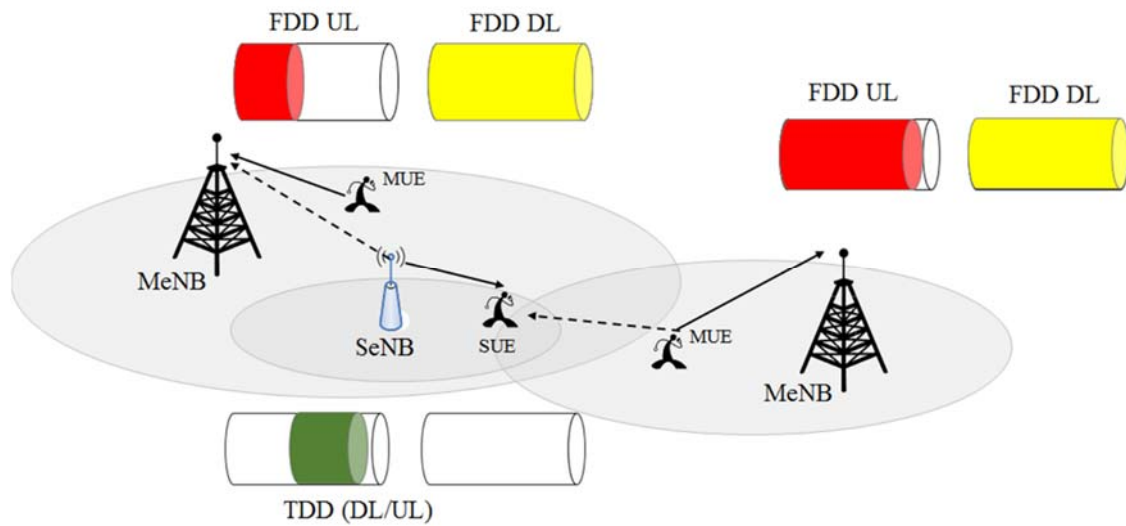 FDD UL
FDD DL
FDD UL
FDD DL
MUE
MeNB
SeNB
SUE
MUE
MeNB
TDD (DL/UL)